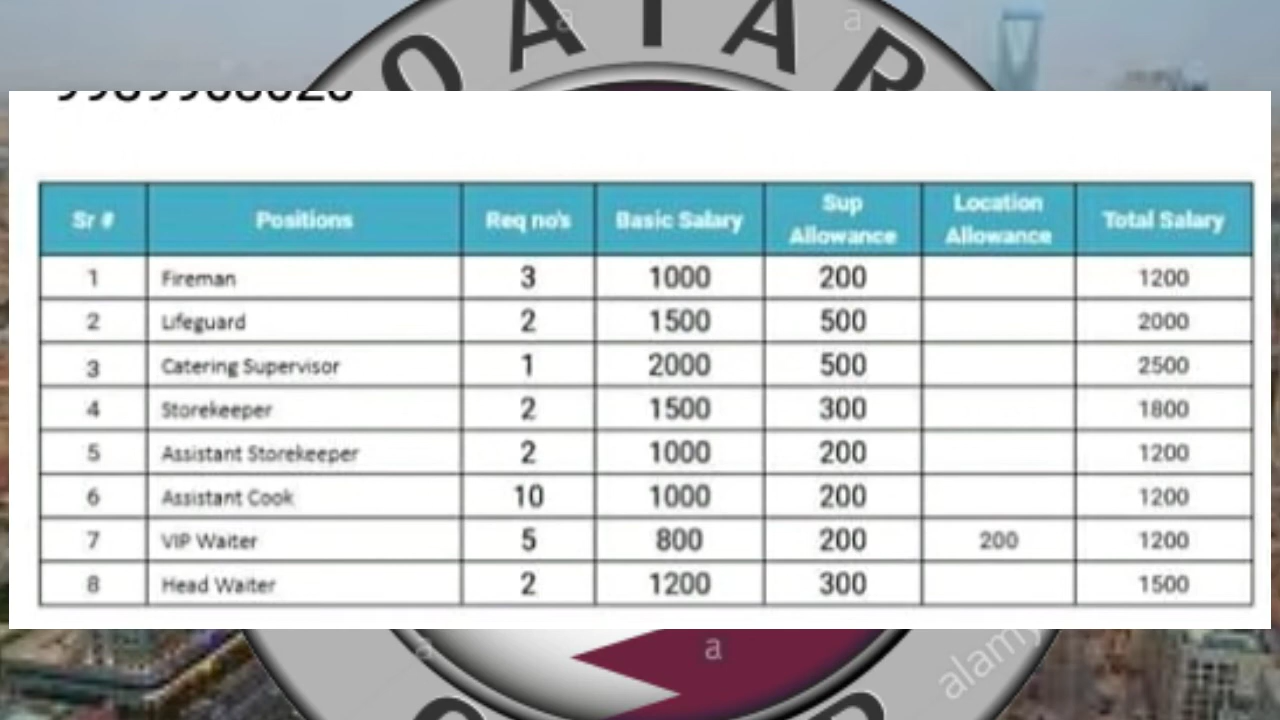 QATAR
Sr # Positions Req no's Basic Salary Sup Allowance Location Allowance Total Salary
1 Fireman 3 1000 200 1200
2 Lifeguard 2 1500 500 2000
3 Catering Supervisor 1 2000 500 2500
4 Storekeeper 2 1500 300 1800
5 Assistant Storekeeper 2 1000 200 1200
6 Assistant Cook 10 1000 200 1200
7 VIP Waiter 5 800 200 200 1200
8 Head Waiter 2 1200 300 1500
a a
alamy